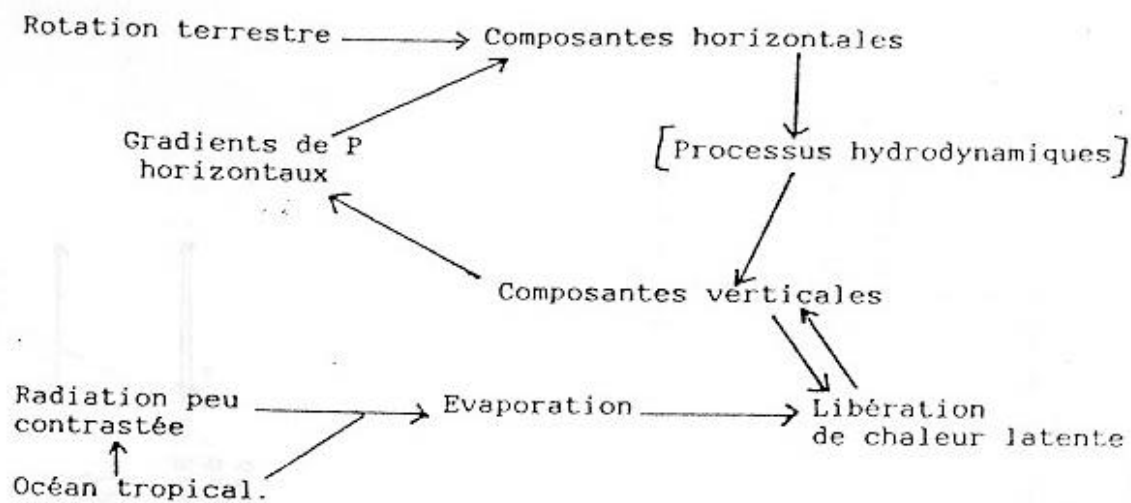 Rotation terrestre
Composantes horizontales
Gradients de P
horizontaux
[Processus hydrodynamiques]
Composantes verticales
Radiation peu
contrastée
Evaporation
Libération
de chaleur latente
Océan tropical.